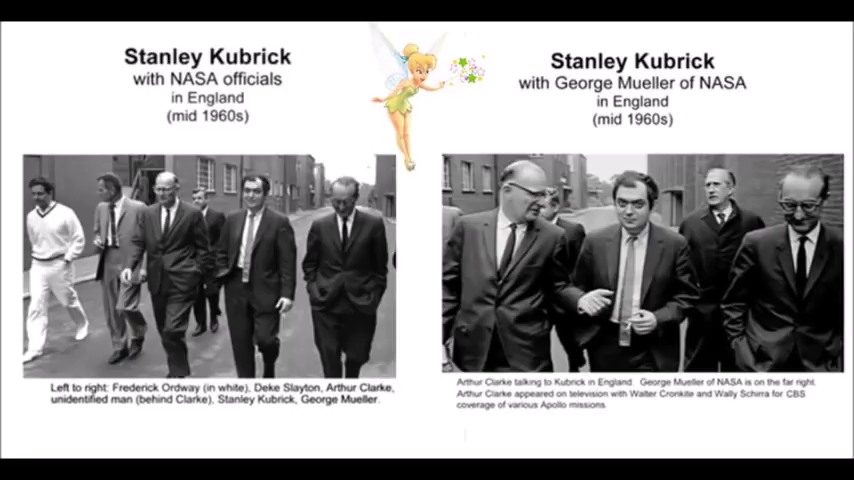 Stanley Kubrick
with NASA officials
in England
(mid 1960s)
Left to right: Frederick Ordway (in white), Deke Slayton, Arthur Clarke,
unidentified man (behind Clarke), Stanley Kubrick, George Mueller.
Stanley Kubrick
with George Mueller of NASA
in England
(mid 1960s)
Arthur Clarke talking to Kubrick in England. George Mueller of NASA is on the far right.
Arthur Clarke appeared on television with Walter Cronkite and Wally Schirra for CBS
coverage of various Apollo missions.